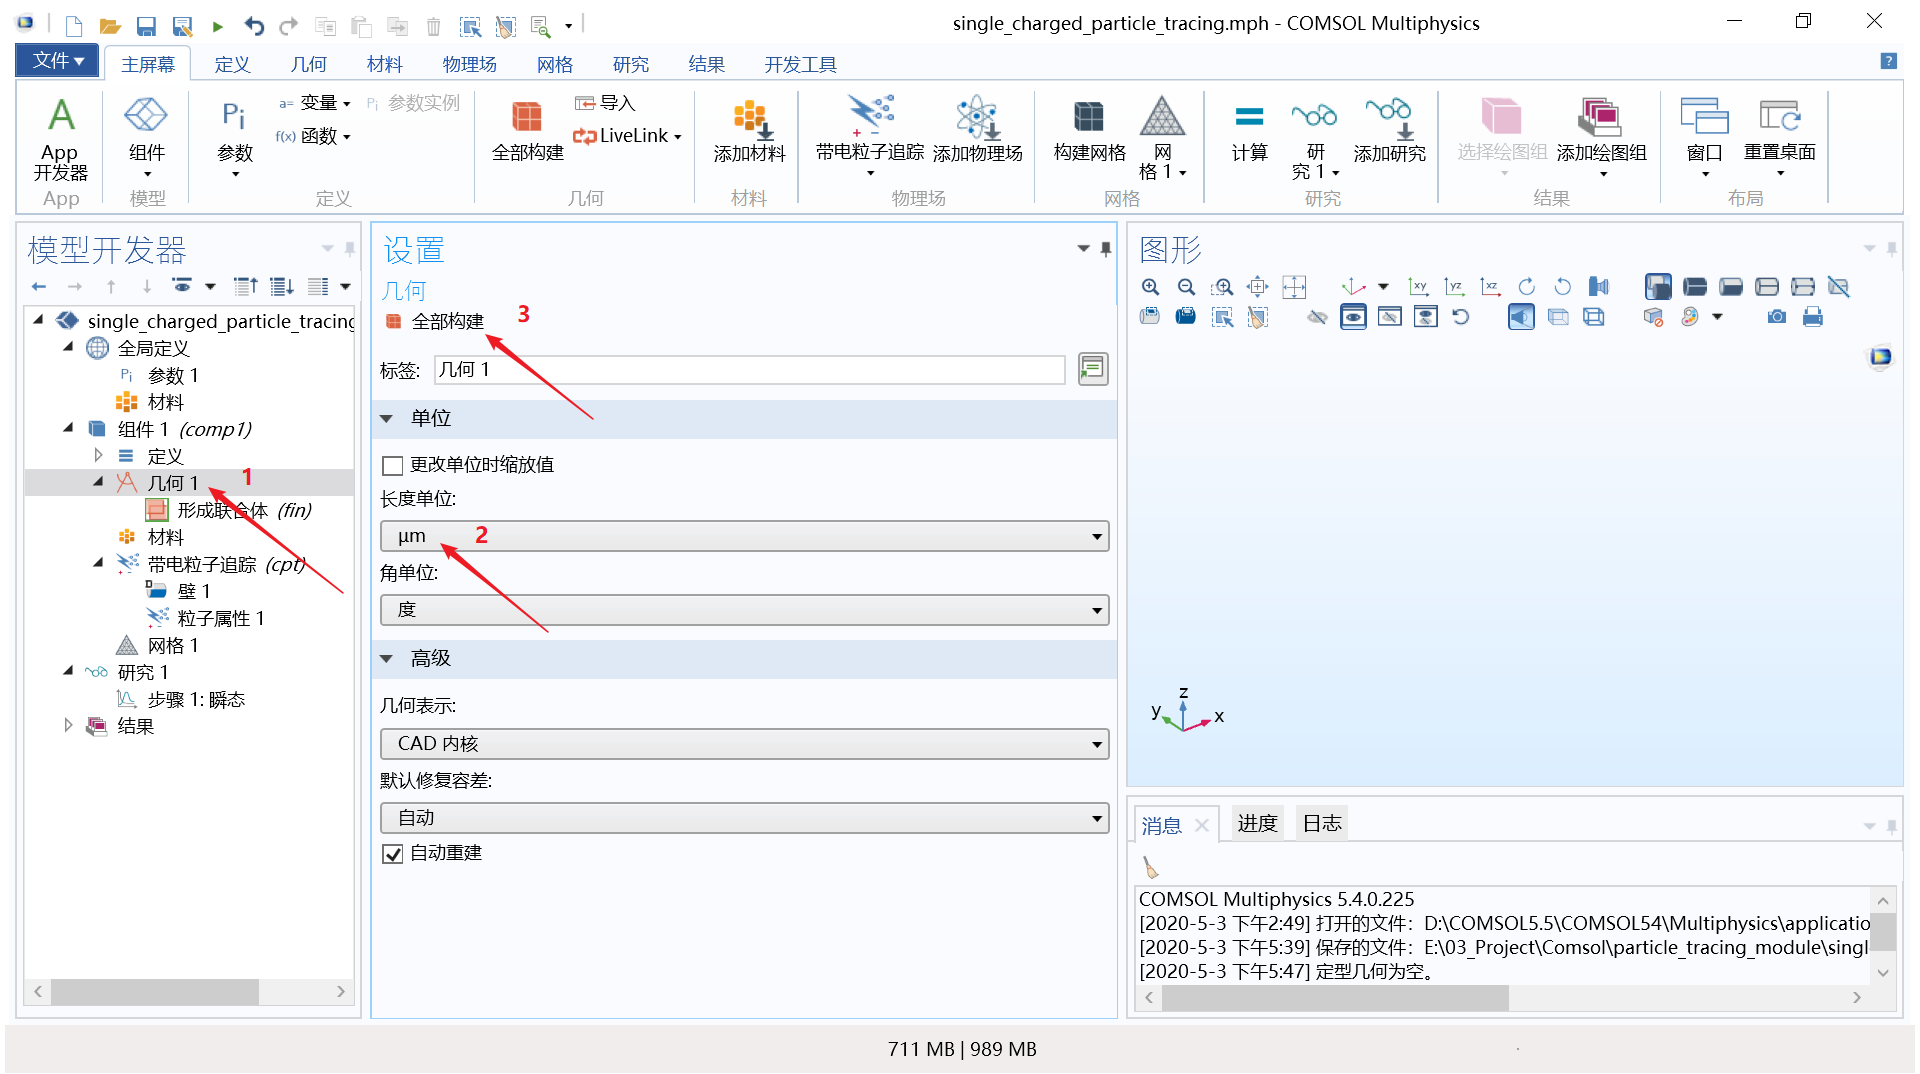 single_charged_particle_tracing.mph - COMSOL Multiphysics
文件 主屏幕 定义 几何 材料 物理场 网格 研究 结果 开发工具 ?
A App 开发器 App
组件 模型
Pi 参数
a= 变量
Pi 参数实例
f(x) 函数
定义
全部构建
导入
LiveLink
几何
添加材料
材料
带电粒子追踪 添加物理场
物理场
构建网格 网格 1
网格
计算 研究 1 添加研究
研究
选择绘图组 添加绘图组
结果
窗口 重置桌面
布局
模型开发器
single_charged_particle_tracing
全局定义
Pi 参数 1
材料
组件 1 (comp1)
定义
几何 1
1
形成联合体 (fin)
材料
带电粒子追踪 (cpt)
壁 1
粒子属性 1
网格 1
研究 1
步骤 1: 瞬态
结果
设置
几何
全部构建
3
标签: 几何 1
单位
更改单位时缩放值
长度单位:
µm
2
角单位:
度
高级
几何表示:
CAD 内核
默认修复容差:
自动
自动重建
图形
xy yz xz
z
y
x
消息 进度 日志
COMSOL Multiphysics 5.4.0.225
[2020-5-3 下午2:49] 打开的文件: D:\COMSOL5.5\COMSOL54\Multiphysics\applicatio
[2020-5-3 下午5:39] 保存的文件: E:\03_Project\Comsol\particle_tracing_module\singl
[2020-5-3 下午5:47] 定型几何为空。
711 MB | 989 MB